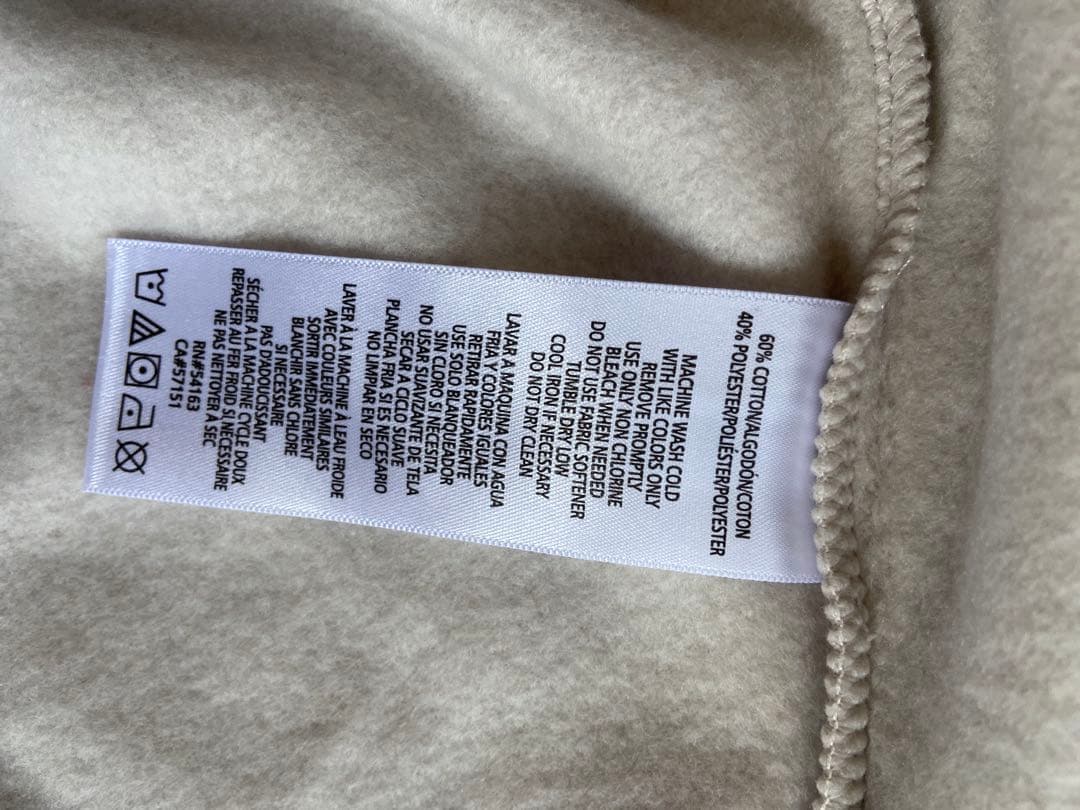 60% COTTON/ALGODÓN/COTON
40% POLYESTER/POLIÉSTER/POLYESTER
MACHINE WASH COLD
WITH LIKE COLORS ONLY
REMOVE PROMPTLY
USE ONLY NON CHLORINE
BLEACH WHEN NEEDED
DO NOT USE FABRIC SOFTENER
TUMBLE DRY LOW
COOL IRON IF NECESSARY
DO NOT DRY CLEAN
LAVAR A MAQUINA CON AGUA
FRIA Y COLORES IGUALES
RETIRAR RAPIDAMENTE
USE SOLO BLANQUEADOR
SIN CLORO SI NECESITA
NO USAR SUAVIZANTE DE TELA
SECAR A CICLO SUAVE
PLANCHA FRIA SI ES NECESARIO
NO LIMPIAR EN SECO
LAVER À LA MACHINE À LEAU FROIDE
AVEC COULEURS SIMILAIRES
SORTIR IMMÉDIATEMENT
BLANCHIR SANS CHLORE
SI NÉCESSAIRE
PAS D'ADOUCISSANT
SÉCHER À LA MACHINE, CYCLE DOUX
REPASSER AU FER FROID SI NÉCESSAIRE
NE PAS NETTOYER À SEC
RN#54163
CA#57151